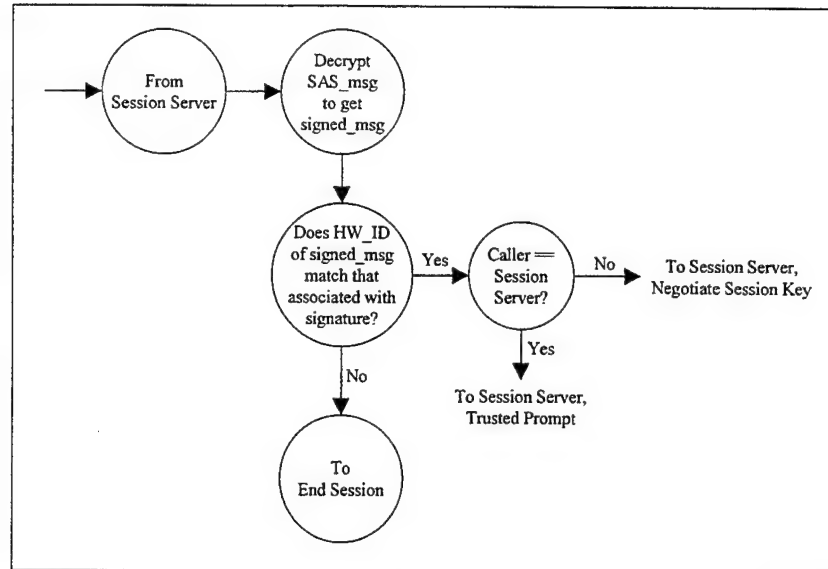 From
Session Server
Decrypt
SAS_msg
to get
signed_msg
Does HW_ID
of signed_msg
match that
associated with
signature?
Yes
Caller ==
Session
Server?
No
To Session Server,
Negotiate Session Key
Yes
To Session Server,
Trusted Prompt
No
To
End Session